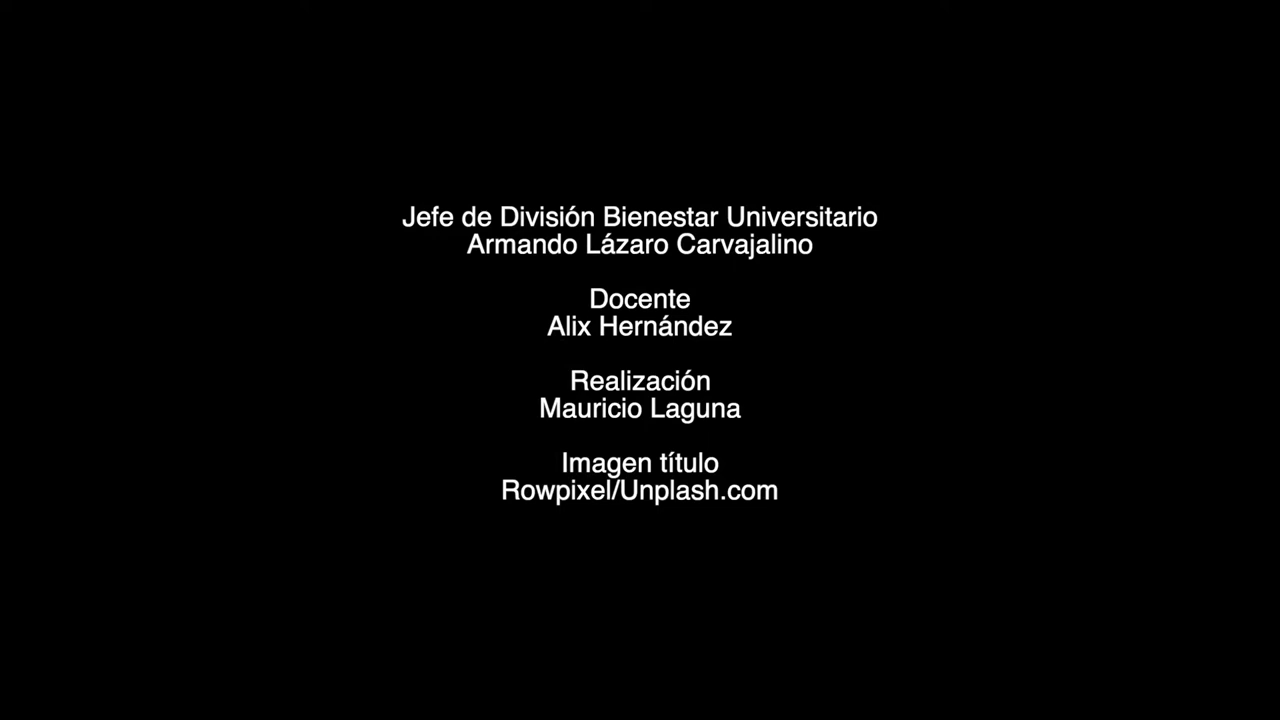 Jefe de División Bienestar Universitario
Armando Lázaro Carvajalino
Docente
Alix Hernández
Realización
Mauricio Laguna
Imagen título
Rowpixel/Unplash.com